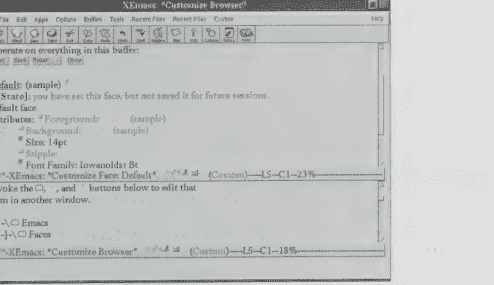 XEmacs: "Customize Browser"
File Edit Apps Options Buffers Tools Recent Files Recent Files Custom Help
perate on everything in this buffer:
Done
efault: (sample)
State]: you have set this face, but not saved it for future sessions.
fault face
tributes: Foreground: (sample)
Background: (sample)
Size: 14pt
Stipple:
Font Family: Iowanoldst Bt
*-XEmacs: *Customize Face: Default* (Custom)----L5--C1--23%
voke the , and buttons below to edit that
m in another window.
-\ Emacs
-]-\ Faces
*-XEmacs: *Customize Browser* (Custom)----L5--C1--18%